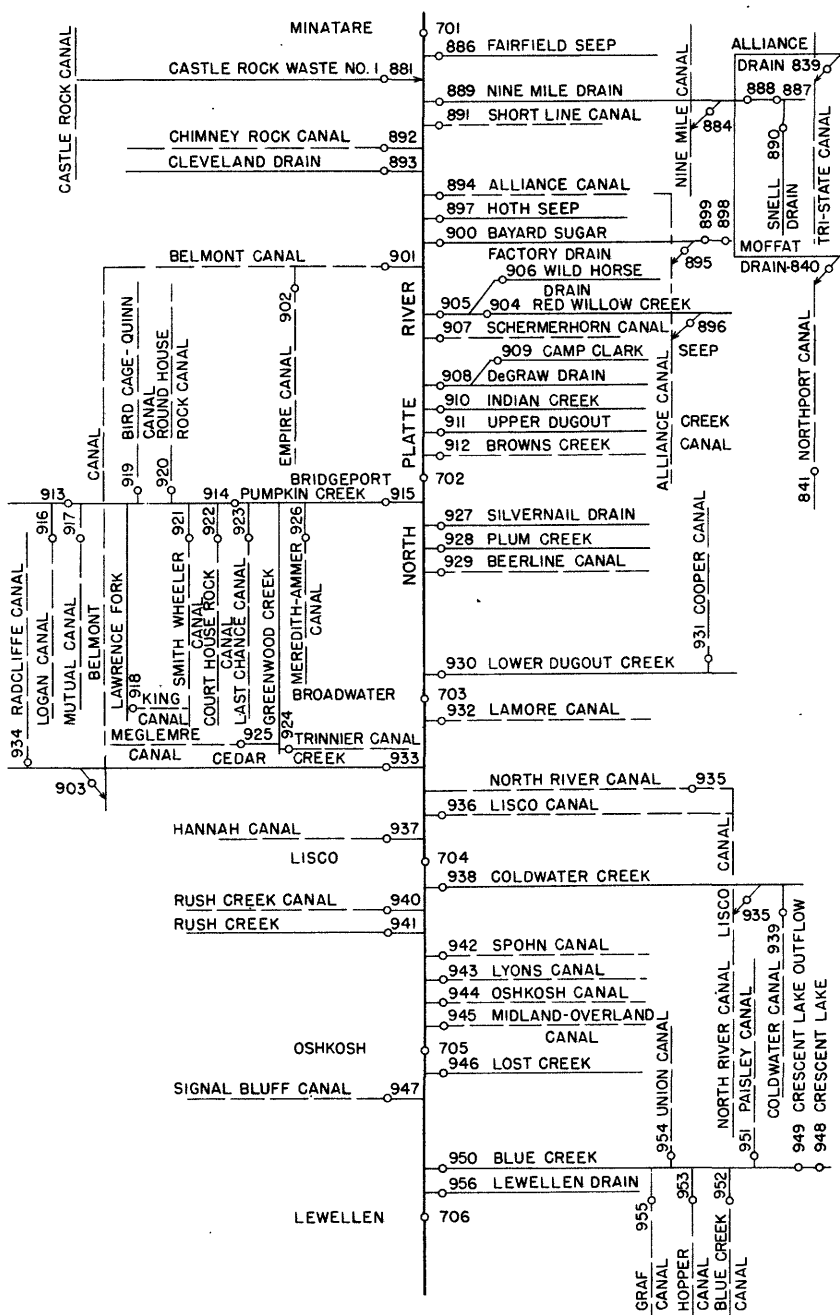 MINATARE 701
886 FAIRFIELD SEEP
ALLIANCE
DRAIN 839
CASTLE ROCK CANAL
CASTLE ROCK WASTE NO. 1 881
NINE MILE CANAL
889 NINE MILE DRAIN
888 887
884
891 SHORT LINE CANAL
890
SNELL
DRAIN
TRI-STATE CANAL
CHIMNEY ROCK CANAL 892
CLEVELAND DRAIN 893
894 ALLIANCE CANAL
897 HOTH SEEP
899
898
900 BAYARD SUGAR
FACTORY DRAIN
895
MOFFAT
DRAIN-840
BELMONT CANAL 901
902
EMPIRE CANAL
906 WILD HORSE
DRAIN
905 904 RED WILLOW CREEK
907 SCHERMERHORN CANAL
896
SEEP
909 CAMP CLARK
908 DeGRAW DRAIN
ALLIANCE CANAL
841 NORTHPORT CANAL
910 INDIAN CREEK
911 UPPER DUGOUT CREEK
CANAL
912 BROWNS CREEK
NORTH PLATTE RIVER
919 BIRD CAGE-QUINN
CANAL
920 ROUND HOUSE
ROCK CANAL
CANAL
BRIDGEPORT 702
913 914 PUMPKIN CREEK 915
916
LOGAN CANAL
917
MUTUAL CANAL
BELMONT
LAWRENCE FORK
918
KING
CANAL
921
SMITH WHEELER
CANAL
922
COURT HOUSE ROCK
CANAL
923
LAST CHANCE CANAL
GREENWOOD CREEK
926
MEREDITH-AMMER
CANAL
927 SILVERNAIL DRAIN
928 PLUM CREEK
929 BEERLINE CANAL
931 COOPER CANAL
930 LOWER DUGOUT CREEK
BROADWATER 703
932 LAMORE CANAL
934 RADCLIFFE CANAL
MEGLEMRE 925
CANAL
924
TRINNIER CANAL
CEDAR CREEK 933
903
NORTH RIVER CANAL 935
936 LISCO CANAL
HANNAH CANAL 937
LISCO 704
938 COLDWATER CREEK
LISCO CANAL
935
939
COLDWATER CANAL
RUSH CREEK CANAL 940
RUSH CREEK 941
942 SPOHN CANAL
943 LYONS CANAL
944 OSHKOSH CANAL
945 MIDLAND-OVERLAND
CANAL
OSHKOSH 705
946 LOST CREEK
SIGNAL BLUFF CANAL 947
954 UNION CANAL
NORTH RIVER CANAL
951 PAISLEY CANAL
949 CRESCENT LAKE OUTFLOW
948 CRESCENT LAKE
950 BLUE CREEK
956 LEWELLEN DRAIN
LEWELLEN 706
955
GRAF
CANAL
953
HOPPER
CANAL
952
BLUE CREEK
CANAL